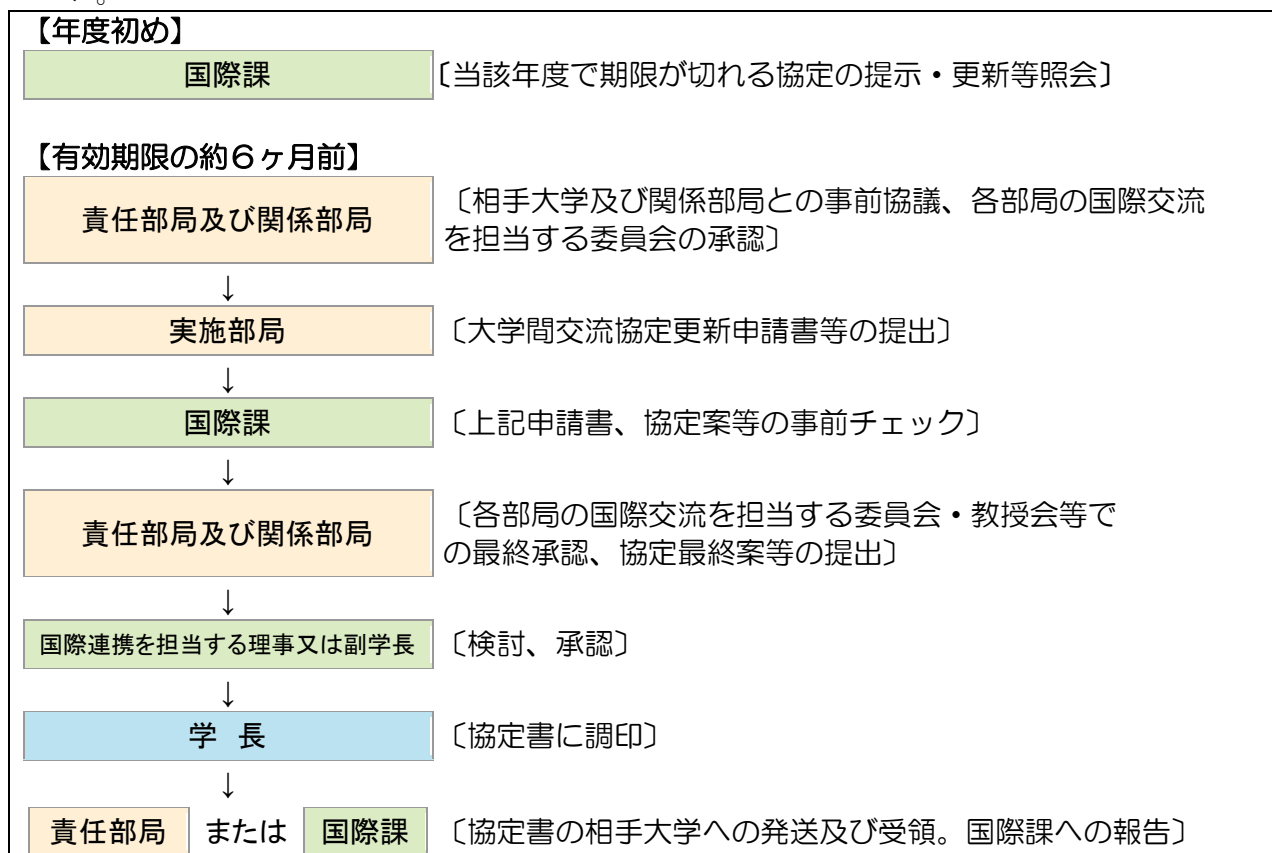 【年度初め】
国際課 〔当該年度で期限が切れる協定の提示・更新等照会〕
【有効期限の約６ヶ月前】
責任部局及び関係部局 〔相手大学及び関係部局との事前協議、各部局の国際交流
を担当する委員会の承認〕
↓
実施部局 〔大学間交流協定更新申請書等の提出〕
↓
国際課 〔上記申請書、協定案等の事前チェック〕
↓
責任部局及び関係部局 〔各部局の国際交流を担当する委員会・教授会等で
の最終承認、協定最終案等の提出〕
↓
国際連携を担当する理事又は副学長 〔検討、承認〕
↓
学 長 〔協定書に調印〕
↓
責任部局 または 国際課 〔協定書の相手大学への発送及び受領。国際課への報告〕